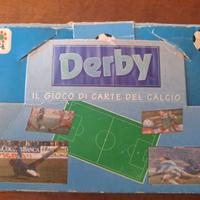 Derby
IL GIOCO DI CARTE DEL CALCIO